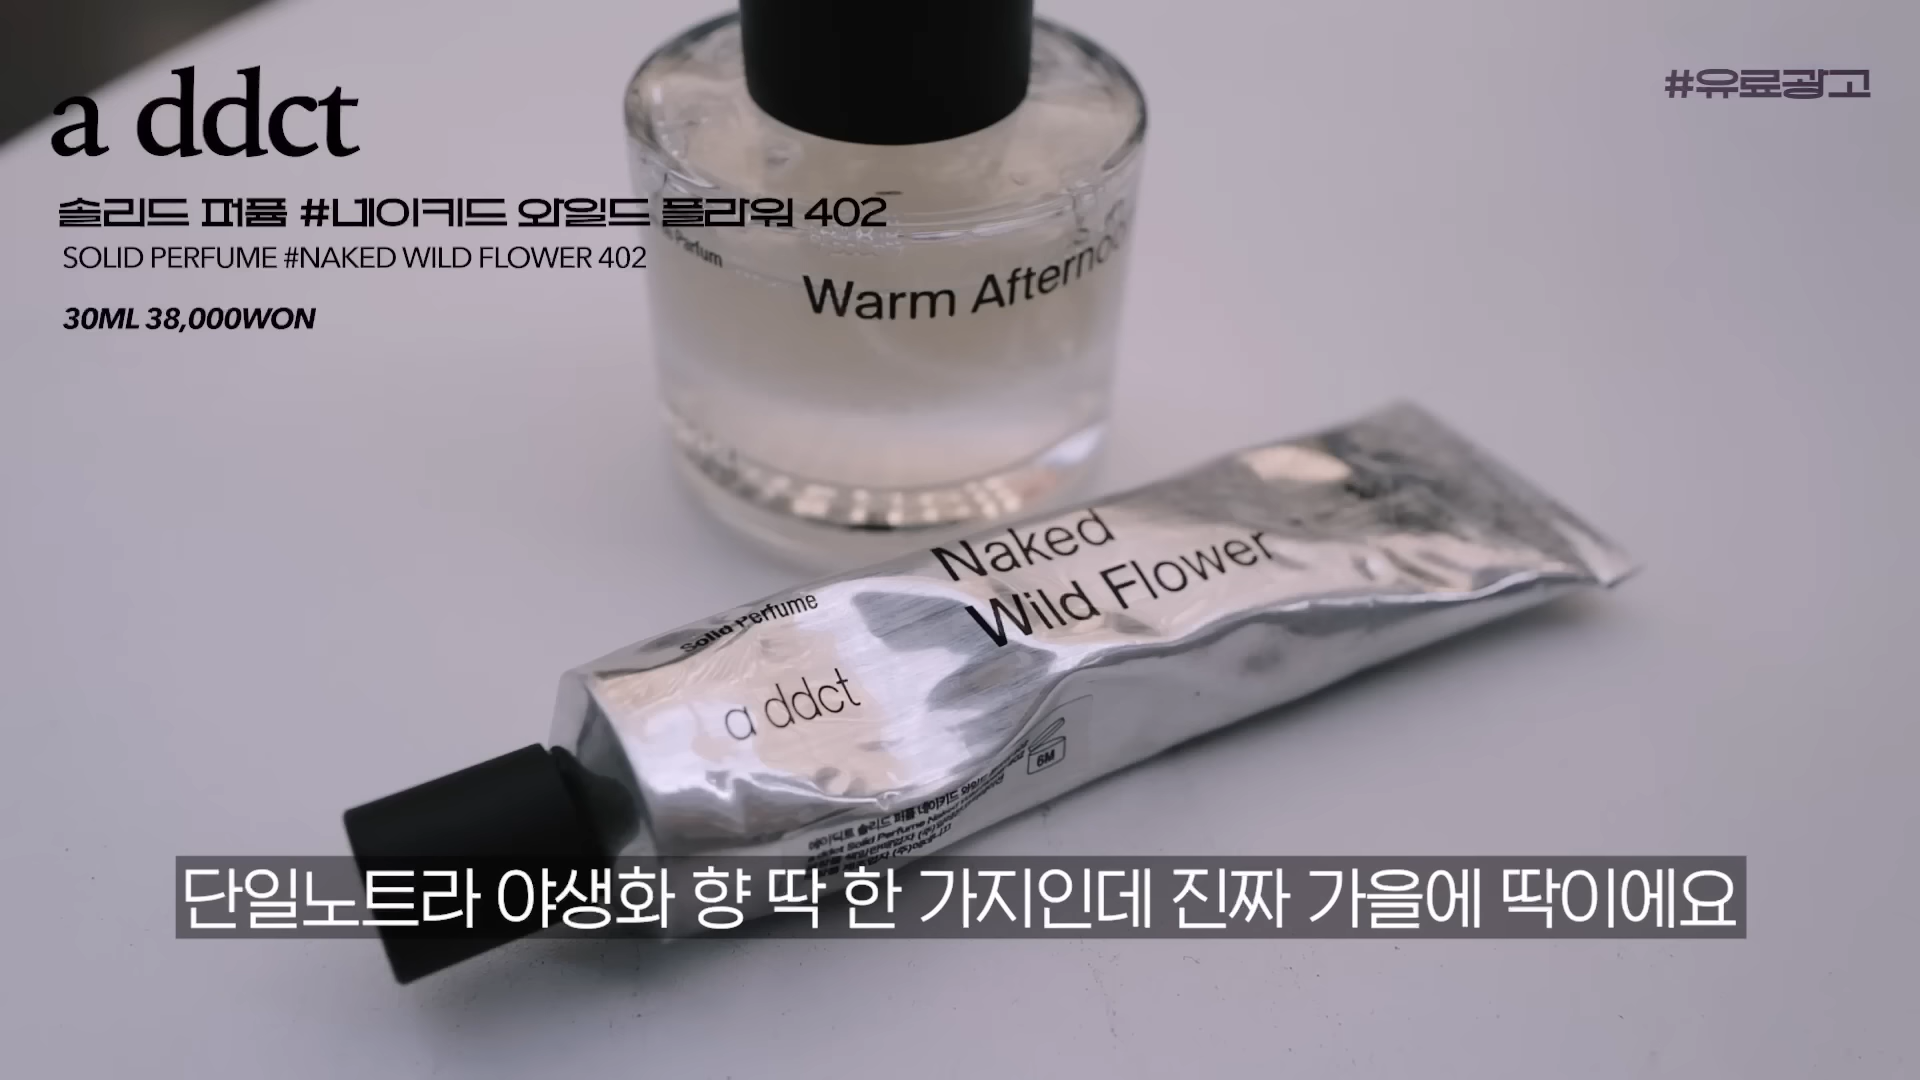 a ddct
#유료광고
솔리드 퍼퓸 #네이키드 와일드 플라워 402
SOLID PERFUME #NAKED WILD FLOWER 402
30ML 38,000WON
Parfum
Warm Afternoo
Naked
Wild Flower
Solid Perfume
a ddct
6M
단일노트라 야생화 향 딱 한 가지인데 진짜 가을에 딱이에요